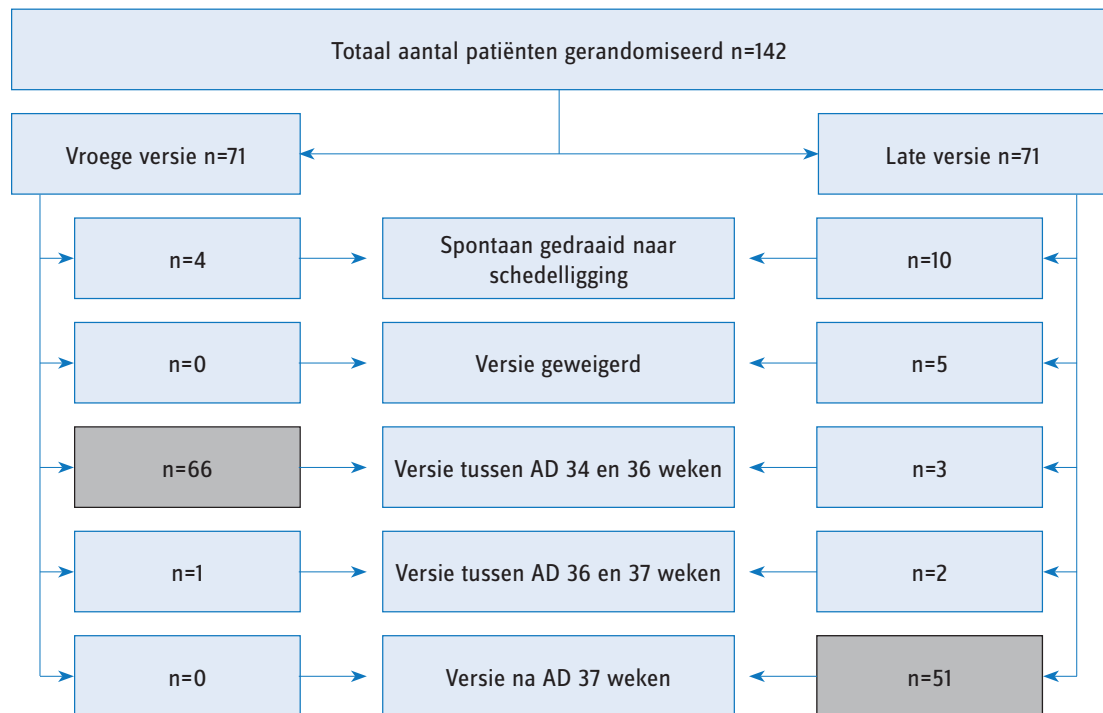 Totaal aantal patiënten gerandomiseerd n=142
Vroege versie n=71
Late versie n=71
n=4
Spontaan gedraaid naar
schedelligging
n=10
n=0
Versie geweigerd
n=5
n=66
Versie tussen AD 34 en 36 weken
n=3
n=1
Versie tussen AD 36 en 37 weken
n=2
n=0
Versie na AD 37 weken
n=51